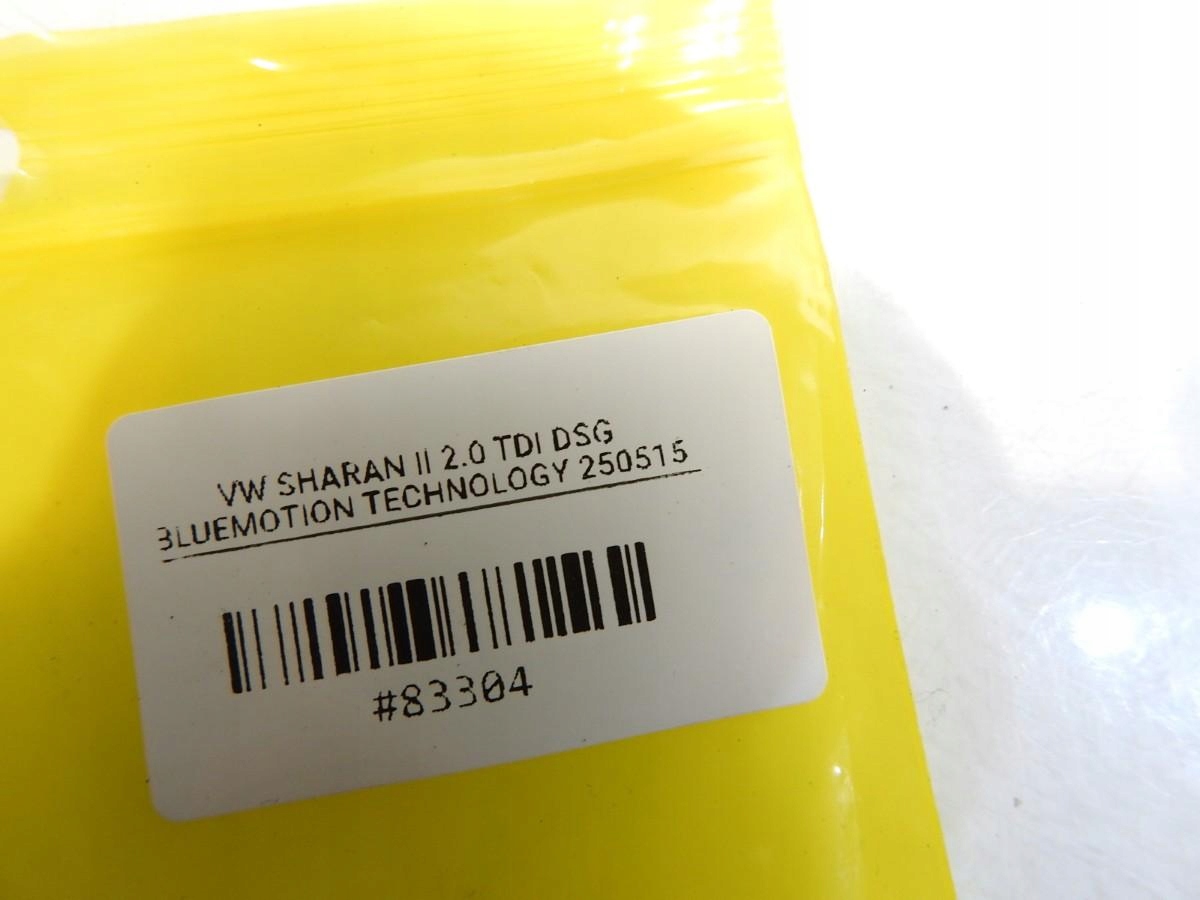 VW SHARAN II 2.0 TDI DSG
BLUEMOTION TECHNOLOGY 250515
#83304